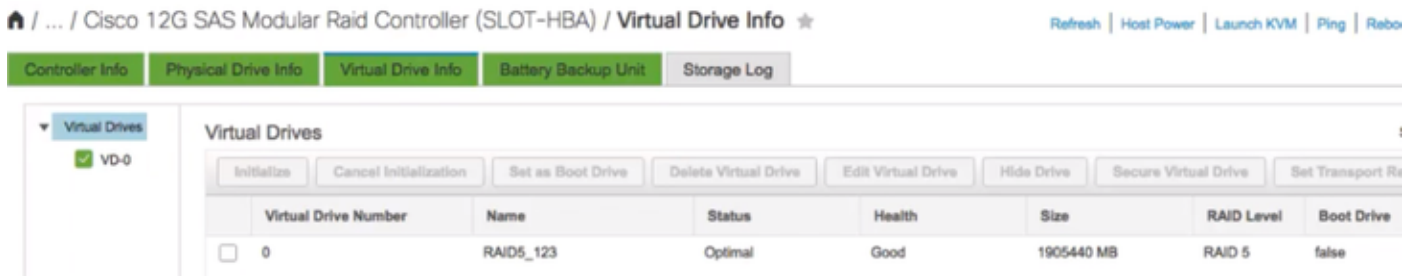 / ... / Cisco 12G SAS Modular Raid Controller (SLOT-HBA) / Virtual Drive Info
Refresh | Host Power | Launch KVM | Ping |
Controller Info Physical Drive Info Virtual Drive Info Battery Backup Unit Storage Log
Virtual Drives
VD-0
Virtual Drives
Initialize Cancel Initialization Set as Boot Drive Delete Virtual Drive Edit Virtual Drive Hide Drive Secure Virtual Drive Set Transport
Virtual Drive Number Name Status Health Size RAID Level Boot Drive
0 RAID5_123 Optimal Good 1905440 MB RAID 5 false